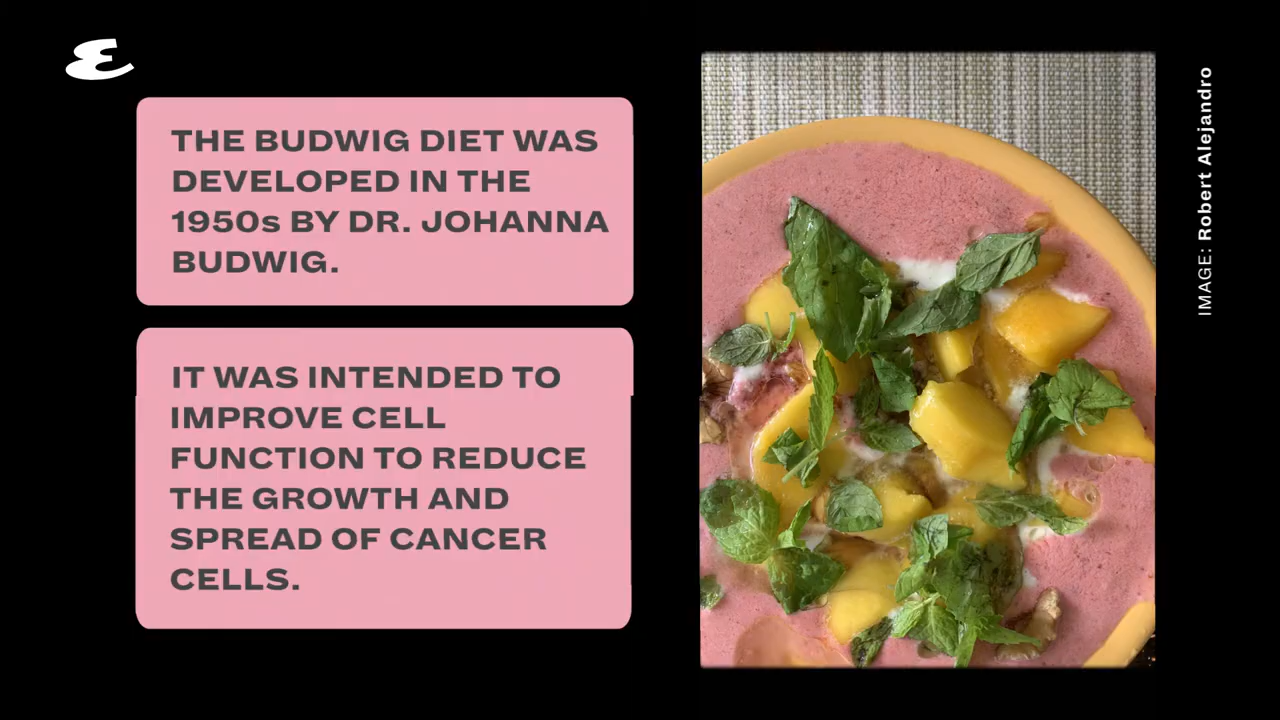 THE BUDWIG DIET WAS
DEVELOPED IN THE
1950s BY DR. JOHANNA
BUDWIG.
IT WAS INTENDED TO
IMPROVE CELL
FUNCTION TO REDUCE
THE GROWTH AND
SPREAD OF CANCER
CELLS.
IMAGE: Robert Alejandro
E